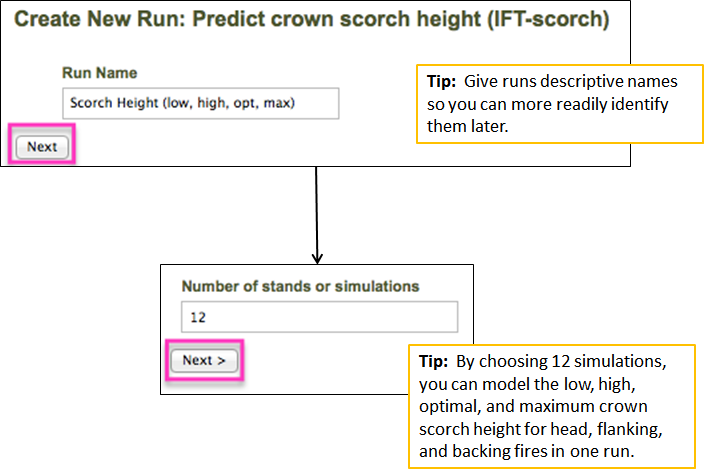 Create New Run: Predict crown scorch height (IFT-scorch)
Run Name
Scorch Height (low, high, opt, max)
Next
Tip:  Give runs descriptive names
so you can more readily identify
them later.
Number of stands or simulations
12
Next >
Tip:  By choosing 12 simulations,
you can model the low, high,
optimal, and maximum crown
scorch height for head, flanking,
and backing fires in one run.